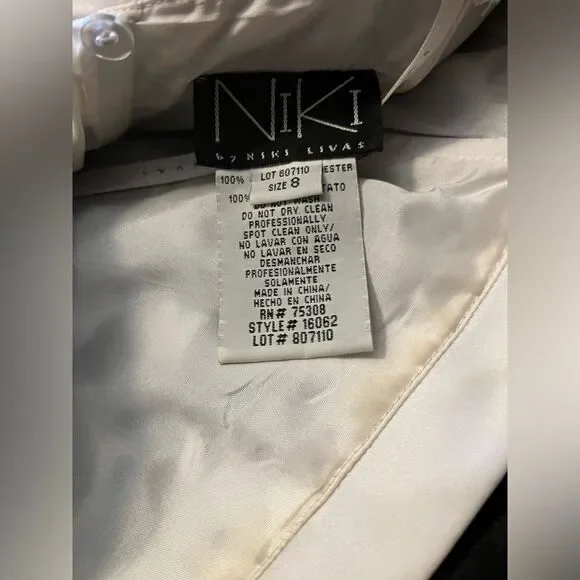 NIKI
by NIKI LIVAS
100%
LOT 807110
SIZE 8
ESTER
100%
TATO
DO NOT WASH
DO NOT DRY CLEAN
PROFESSIONALLY
SPOT CLEAN ONLY/
NO LAVAR CON AGUA
NO LAVAR EN SECO
DESMANCHAR
PROFESIONALMENTE
SOLAMENTE
MADE IN CHINA/
HECHO EN CHINA
RN# 75308
STYLE# 16062
LOT# 807110